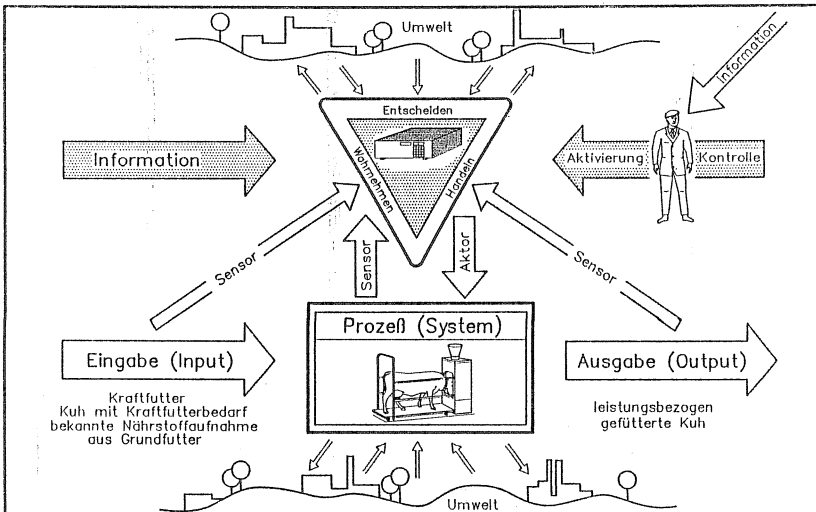 Umwelt
Information
Entscheiden
Wahrnehmen
Handeln
Information
Aktivierung
Kontrolle
Sensor
Sensor
Aktor
Sensor
Prozeß (System)
Eingabe (Input)
Ausgabe (Output)
Kraftfutter
Kuh mit Kraftfutterbedarf
bekannte Nährstoffaufnahme
aus Grundfutter
leistungsbezogen
gefütterte Kuh
Umwelt